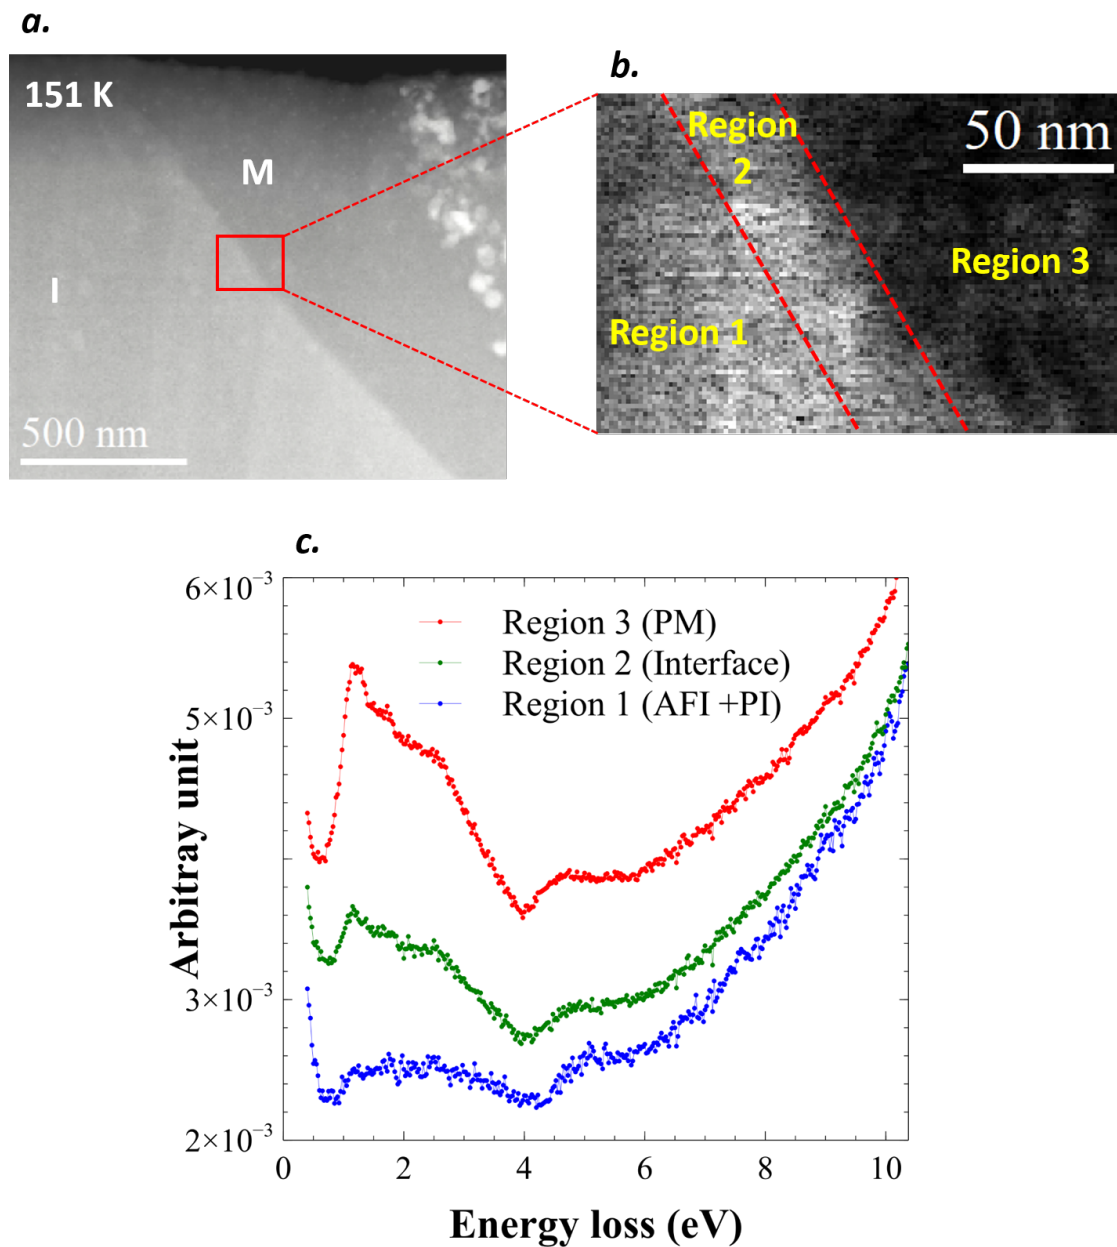 a.
151 K
M
I
500 nm
b.
Region
2
50 nm
Region 3
Region 1
c.
6×10⁻³
5×10⁻³
3×10⁻³
2×10⁻³
Arbitray unit
Region 3 (PM)
Region 2 (Interface)
Region 1 (AFI +PI)
0 2 4 6 8 10
Energy loss (eV)